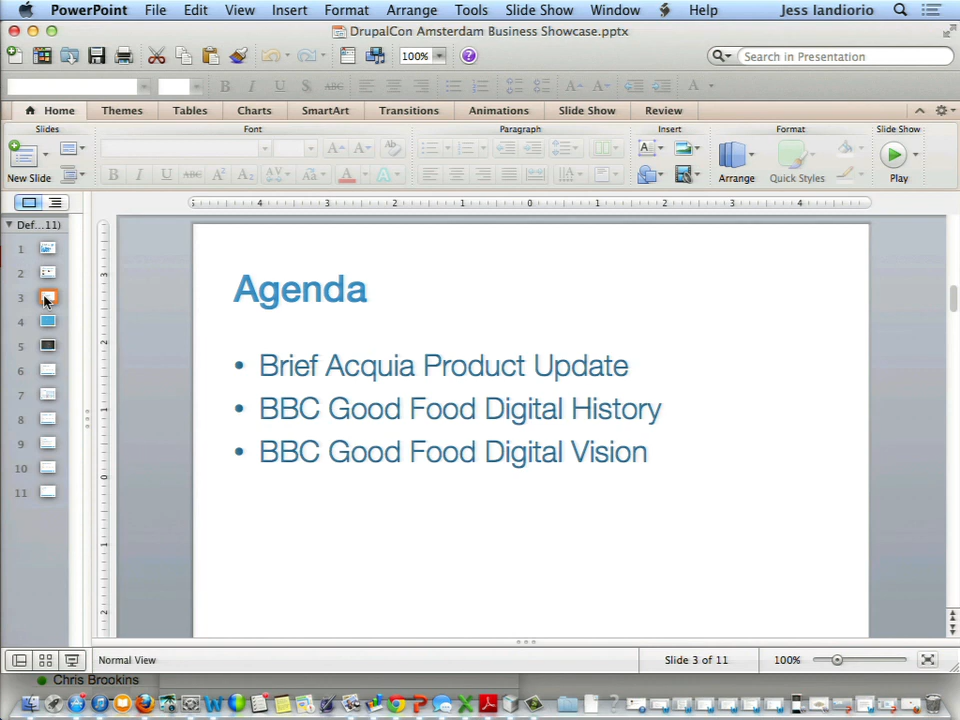 PowerPoint File Edit View Insert Format Arrange Tools Slide Show Window Help Jess Iandiorio
DrupalCon Amsterdam Business Showcase.pptx
100% Search in Presentation
Home Themes Tables Charts SmartArt Transitions Animations Slide Show Review
Slides Font Paragraph Insert Format Slide Show
New Slide Arrange Quick Styles Play
Def...11)
1
2
3
4
5
6
7
8
9
10
11
Agenda
• Brief Acquia Product Update
• BBC Good Food Digital History
• BBC Good Food Digital Vision
Normal View Slide 3 of 11 100%
Chris Brookins